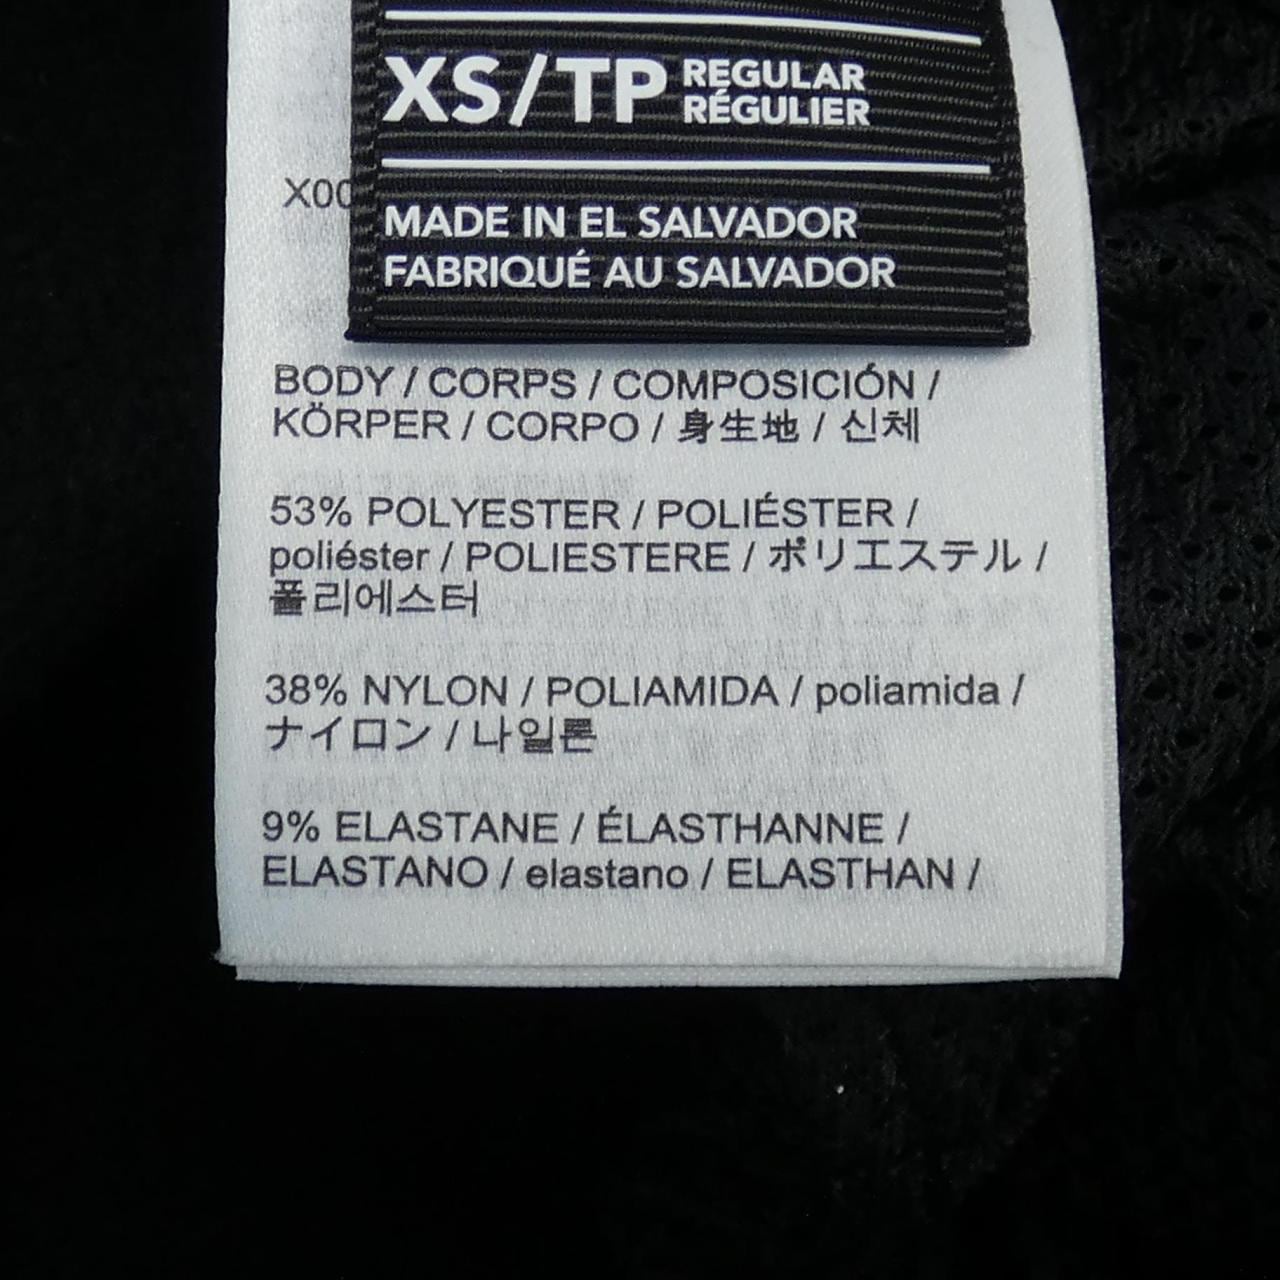 XS/TP REGULAR
RÉGULIER
X00
MADE IN EL SALVADOR
FABRIQUÉ AU SALVADOR
BODY / CORPS / COMPOSICIÓN /
KÖRPER / CORPO / 身生地 / 신체
53% POLYESTER / POLIÉSTER /
poliéster / POLIESTERE / ポリエステル /
폴리에스터
38% NYLON / POLIAMIDA / poliamida /
ナイロン / 나일론
9% ELASTANE / ÉLASTHANNE /
ELASTANO / elastano / ELASTHAN /